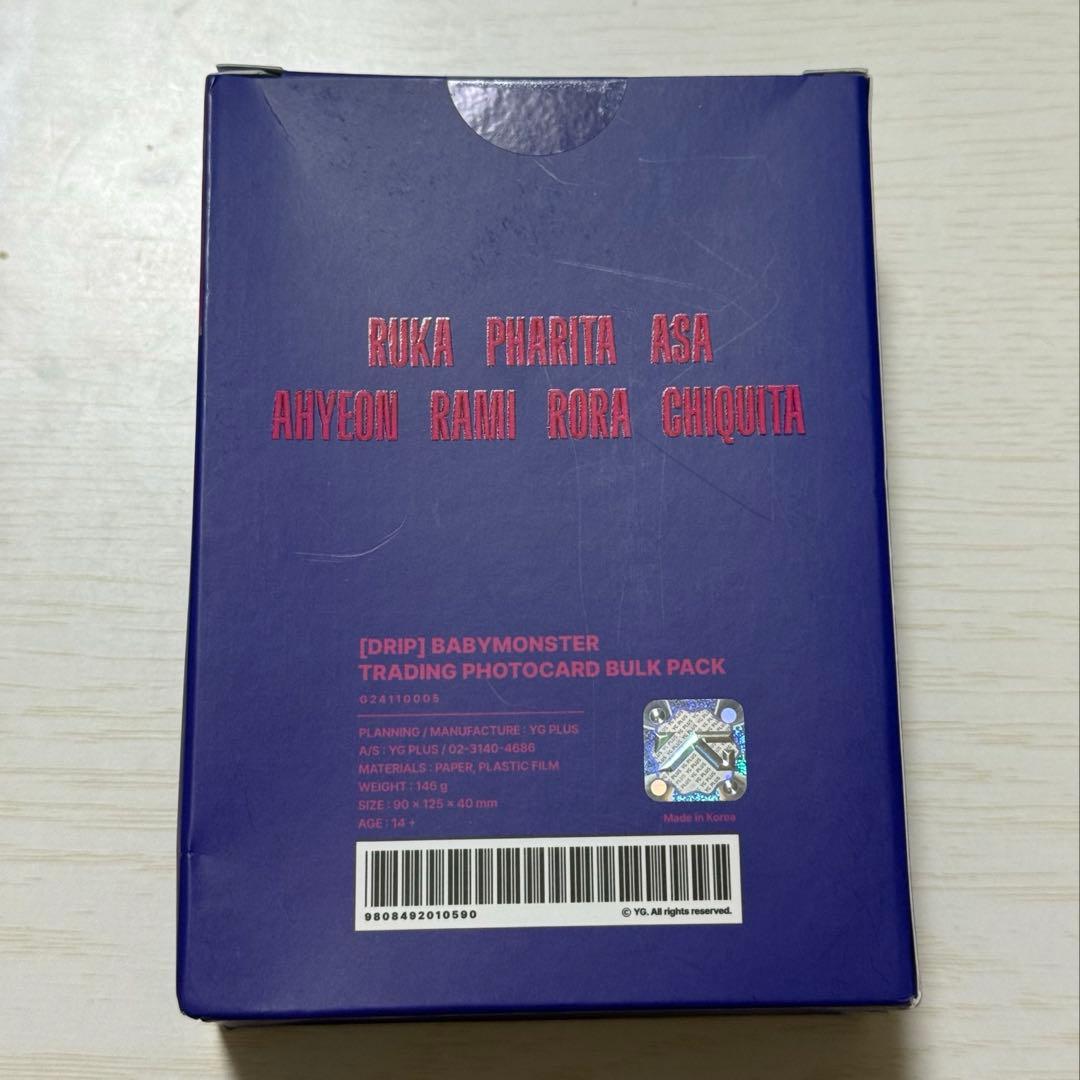 RUKA PHARITA ASA
AHYEON RAMI RORA CHIQUITA
[DRIP] BABYMONSTER
TRADING PHOTOCARD BULK PACK
G24110005
PLANNING / MANUFACTURE : YG PLUS
A/S : YG PLUS / 02-3140-4686
MATERIALS : PAPER, PLASTIC FILM
WEIGHT : 146 g
SIZE : 90 × 125 × 40 mm
AGE : 14 +
Made in Korea
9808492010590
© YG. All rights reserved.